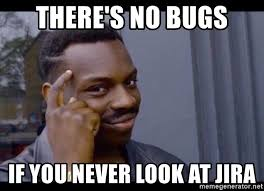 THERE'S NO BUGS
IF YOU NEVER LOOK AT JIRA
memegenerator.net